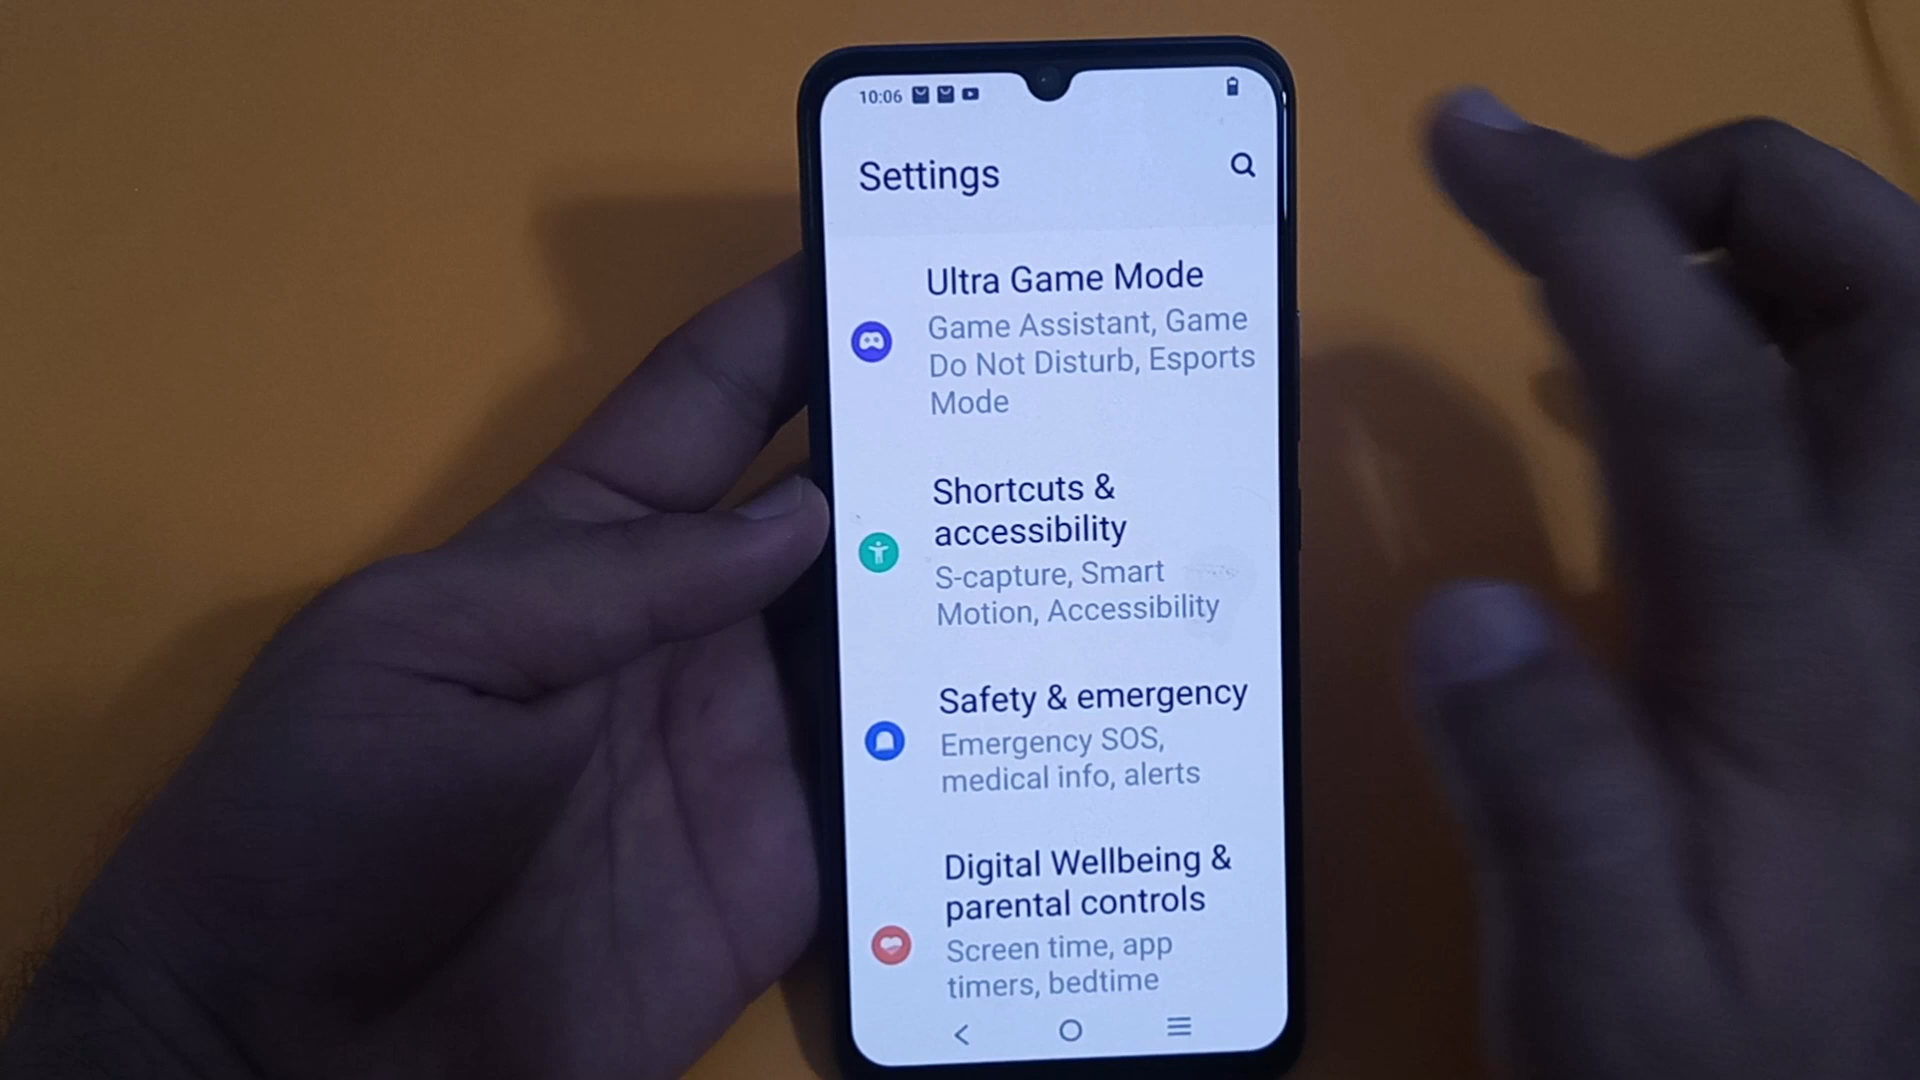 10:06
Settings
Ultra Game Mode
Game Assistant, Game
Do Not Disturb, Esports
Mode
Shortcuts &
accessibility
S-capture, Smart
Motion, Accessibility
Safety & emergency
Emergency SOS,
medical info, alerts
Digital Wellbeing &
parental controls
Screen time, app
timers, bedtime